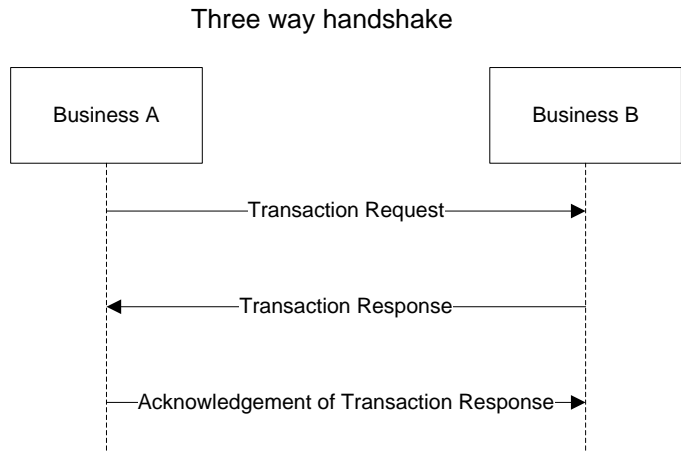 Three way handshake
Business A
Business B
Transaction Request
Transaction Response
Acknowledgement of Transaction Response